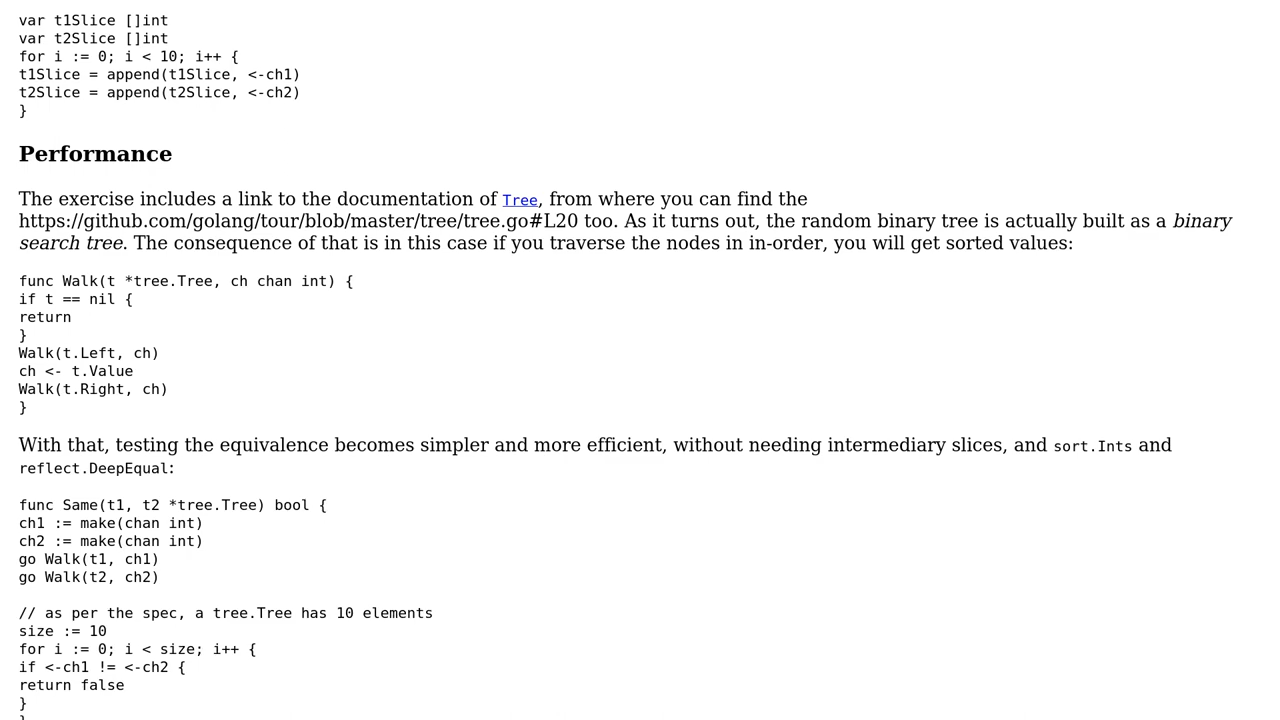 var t1Slice []int
var t2Slice []int
for i := 0; i < 10; i++ {
t1Slice = append(t1Slice, <-ch1)
t2Slice = append(t2Slice, <-ch2)
}
Performance
The exercise includes a link to the documentation of Tree, from where you can find the
https://github.com/golang/tour/blob/master/tree/tree.go#L20 too. As it turns out, the random binary tree is actually built as a binary
search tree. The consequence of that is in this case if you traverse the nodes in in-order, you will get sorted values:
func Walk(t *tree.Tree, ch chan int) {
if t == nil {
return
}
Walk(t.Left, ch)
ch <- t.Value
Walk(t.Right, ch)
}
With that, testing the equivalence becomes simpler and more efficient, without needing intermediary slices, and sort.Ints and
reflect.DeepEqual:
func Same(t1, t2 *tree.Tree) bool {
ch1 := make(chan int)
ch2 := make(chan int)
go Walk(t1, ch1)
go Walk(t2, ch2)
// as per the spec, a tree.Tree has 10 elements
size := 10
for i := 0; i < size; i++ {
if <-ch1 != <-ch2 {
return false
}
}